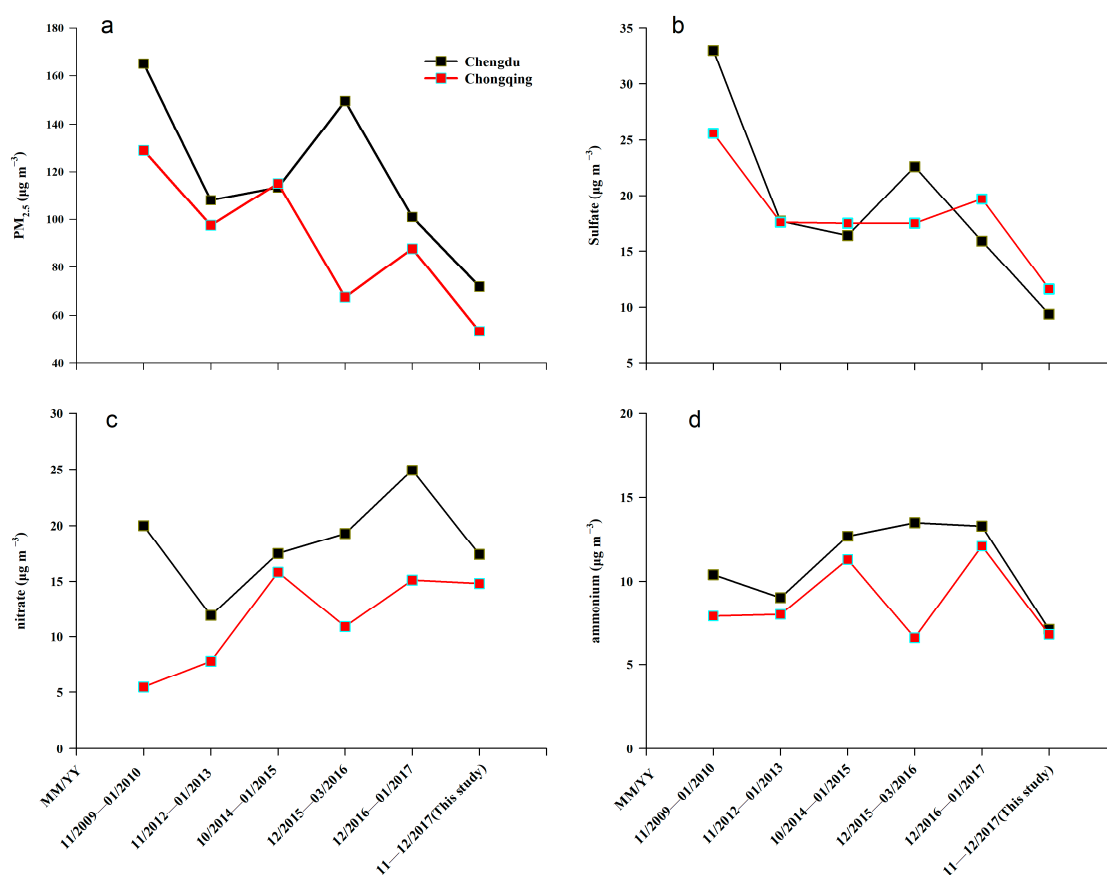 a
180
160
140
120
100
80
60
40
PM2.5 (μg m⁻³)
Chengdu
Chongqing
b
35
30
25
20
15
10
5
Sulfate (μg m⁻³)
c
30
25
20
15
10
5
0
nitrate (μg m⁻³)
MM/YY
11/2009—01/2010
11/2012—01/2013
10/2014—01/2015
12/2015—03/2016
12/2016—01/2017
11—12/2017(This study)
d
20
15
10
5
0
ammonium (μg m⁻³)
MM/YY
11/2009—01/2010
11/2012—01/2013
10/2014—01/2015
12/2015—03/2016
12/2016—01/2017
11—12/2017(This study)